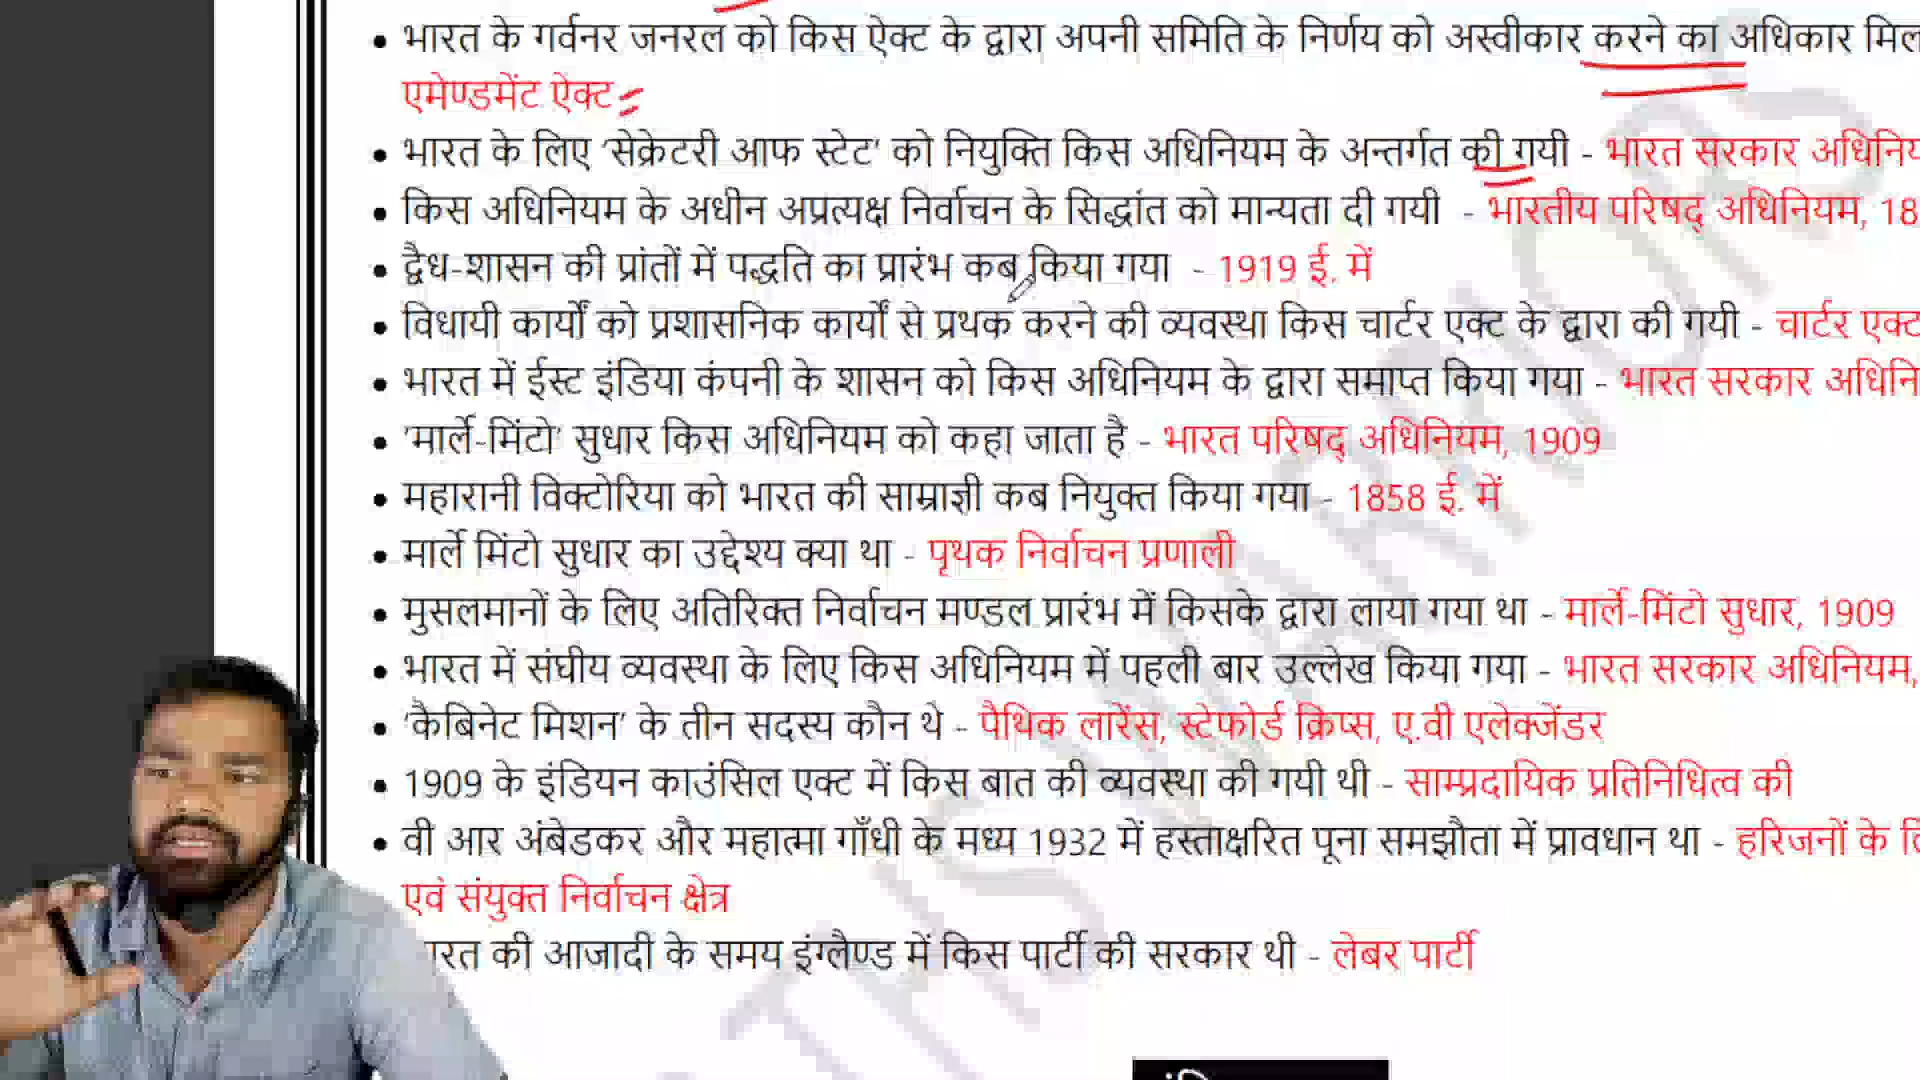 • भारत के गर्वनर जनरल को किस ऐक्ट के द्वारा अपनी समिति के निर्णय को अस्वीकार करने का अधिकार
एमेण्डमेंट ऐक्ट
• भारत के लिए 'सेक्रेटरी आफ स्टेट' को नियुक्ति किस अधिनियम के अन्तर्गत की गयी - भारत सरकार
• किस अधिनियम के अधीन अप्रत्यक्ष निर्वाचन के सिद्धांत को मान्यता दी गयी - भारतीय परिषद् अधिनियम, 18
• द्वैध-शासन की प्रांतों में पद्धति का प्रारंभ कब किया गया - 1919 ई. में
• विधायी कार्यों को प्रशासनिक कार्यों से प्रथक करने की व्यवस्था किस चार्टर एक्ट के द्वारा की गयी - चार्टर एक्ट
• भारत में ईस्ट इंडिया कंपनी के शासन को किस अधिनियम के द्वारा समाप्त किया गया - भारत सरकार
• 'मार्ले-मिंटो' सुधार किस अधिनियम को कहा जाता है - भारत परिषद् अधिनियम, 1909
• महारानी विक्टोरिया को भारत की साम्राज्ञी कब नियुक्त किया गया - 1858 ई. में
• मार्ले मिंटो सुधार का उद्देश्य क्या था - पृथक निर्वाचन प्रणाली
• मुसलमानों के लिए अतिरिक्त निर्वाचन मण्डल प्रारंभ में किसके द्वारा लाया गया था - मार्ले-मिंटो सुधार, 1909
• भारत में संघीय व्यवस्था के लिए किस अधिनियम में पहली बार उल्लेख किया गया - भारत सरकार अधिनियम,
• 'कैबिनेट मिशन' के तीन सदस्य कौन थे - पैथिक लारेंस, स्टेफोर्ड क्रिप्स, ए.वी एलेक्जेंडर
• 1909 के इंडियन काउंसिल एक्ट में किस बात की व्यवस्था की गयी थी - साम्प्रदायिक प्रतिनिधित्व की
• वी आर अंबेडकर और महात्मा गाँधी के मध्य 1932 में हस्ताक्षरित पूना समझौता में प्रावधान था - हरिजनों के
एवं संयुक्त निर्वाचन क्षेत्र
रत की आजादी के समय इंग्लैण्ड में किस पार्टी की सरकार थी - लेबर पार्टी